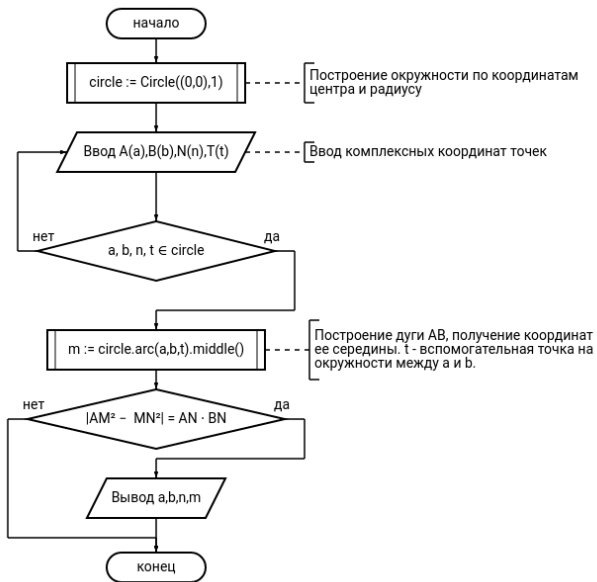 начало
circle := Circle((0,0),1)
Построение окружности по координатам
центра и радиусу
Ввод A(a),B(b),N(n),T(t)
Ввод комплексных координат точек
нет
да
a, b, n, t ∈ circle
m := circle.arc(a,b,t).middle()
Построение дуги AB, получение координат
ее середины. t - вспомогательная точка на
окружности между a и b.
нет
да
|AM² − MN²| = AN · BN
Вывод a,b,n,m
конец